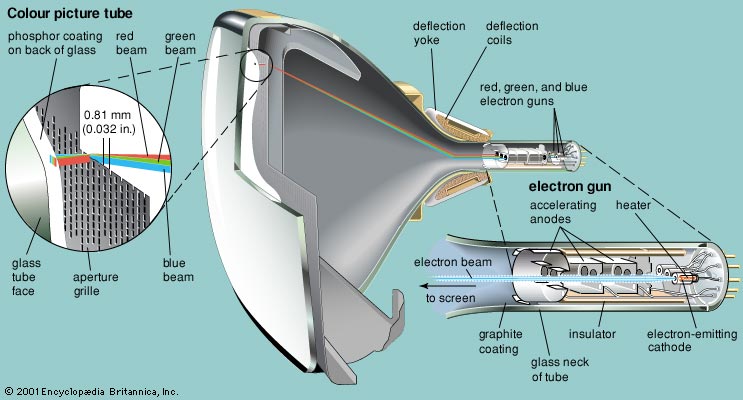 Colour picture tube
phosphor coating
on back of glass
red
beam
green
beam
0.81 mm
(0.032 in.)
glass
tube
face
aperture
grille
blue
beam
deflection
yoke
deflection
coils
red, green, and blue
electron guns
electron gun
accelerating
anodes
heater
electron beam
to screen
graphite
coating
glass neck
of tube
insulator
electron-emitting
cathode
© 2001 Encyclopædia Britannica, Inc.